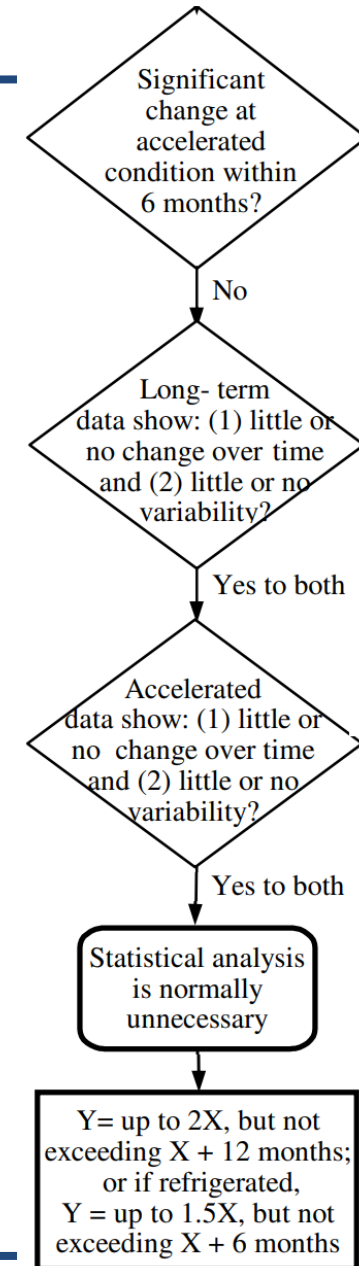 Significant
change at
accelerated
condition within
6 months?
No
Long- term
data show: (1) little or
no change over time
and (2) little or no
variability?
Yes to both
Accelerated
data show: (1) little or
no change over time
and (2) little or no
variability?
Yes to both
Statistical analysis
is normally
unnecessary
Y= up to 2X, but not
exceeding X + 12 months;
or if refrigerated,
Y = up to 1.5X, but not
exceeding X + 6 months